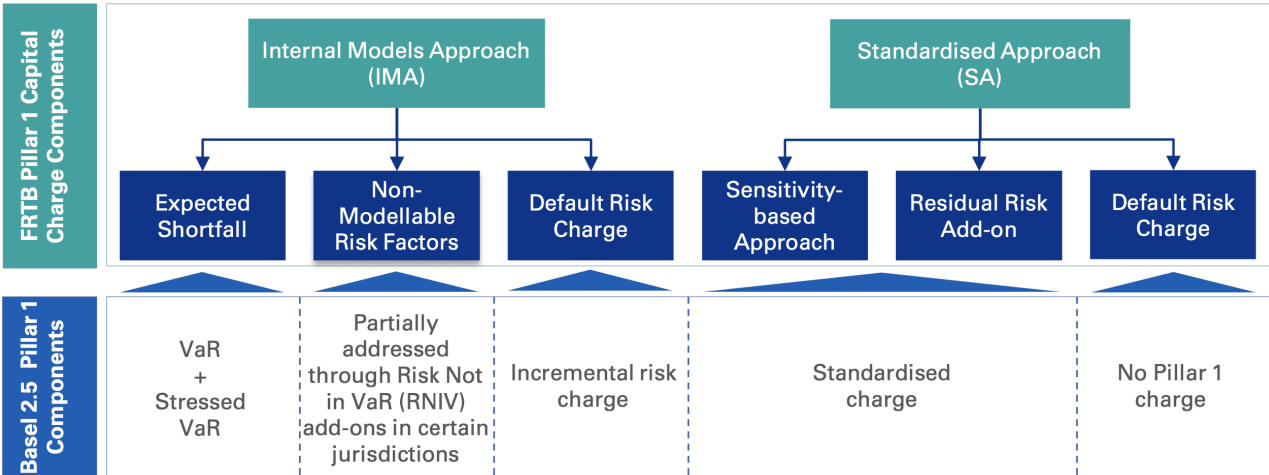 FRTB Pillar 1 Capital
Charge Components
Internal Models Approach
(IMA)
Standardised Approach
(SA)
Expected
Shortfall
Non-
Modellable
Risk Factors
Default Risk
Charge
Sensitivity-
based
Approach
Residual Risk
Add-on
Default Risk
Charge
Basel 2.5 Pillar 1
Components
VaR
+
Stressed
VaR
Partially
addressed
through Risk Not
in VaR (RNIV)
add-ons in certain
jurisdictions
Incremental risk
charge
Standardised
charge
No Pillar 1
charge